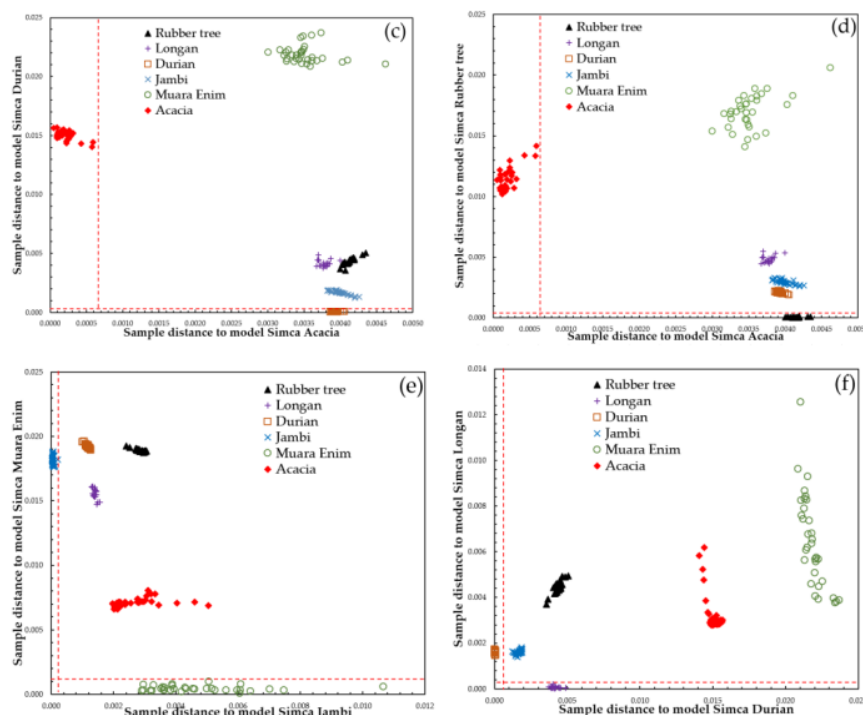 (c)
Rubber tree
Longan
Durian
Jambi
Muara Enim
Acacia
Sample distance to model Simca Durian
0.025
0.020
0.015
0.010
0.005
0.000
0.0000 0.0005 0.0010 0.0015 0.0020 0.0025 0.0030 0.0035 0.0040 0.0045 0.0050
Sample distance to model Simca Acacia
(d)
Rubber tree
Longan
Durian
Jambi
Muara Enim
Acacia
Sample distance to model Simca Rubber tree
0.025
0.020
0.015
0.010
0.005
0.000
0.0000 0.0005 0.0010 0.0015 0.0020 0.0025 0.0030 0.0035 0.0040 0.0045 0.005
Sample distance to model Simca Acacia
(e)
Rubber tree
Longan
Durian
Jambi
Muara Enim
Acacia
Sample distance to model Simca Muara Enim
0.025
0.020
0.015
0.010
0.005
0.000
0.000 0.002 0.004 0.006 0.008 0.010 0.012
Sample distance to model Simca Jambi
(f)
Rubber tree
Longan
Durian
Jambi
Muara Enim
Acacia
Sample distance to model Simca Longan
0.014
0.012
0.010
0.008
0.006
0.004
0.002
0.000
0.000 0.005 0.010 0.015 0.020 0.02
Sample distance to model Simca Durian